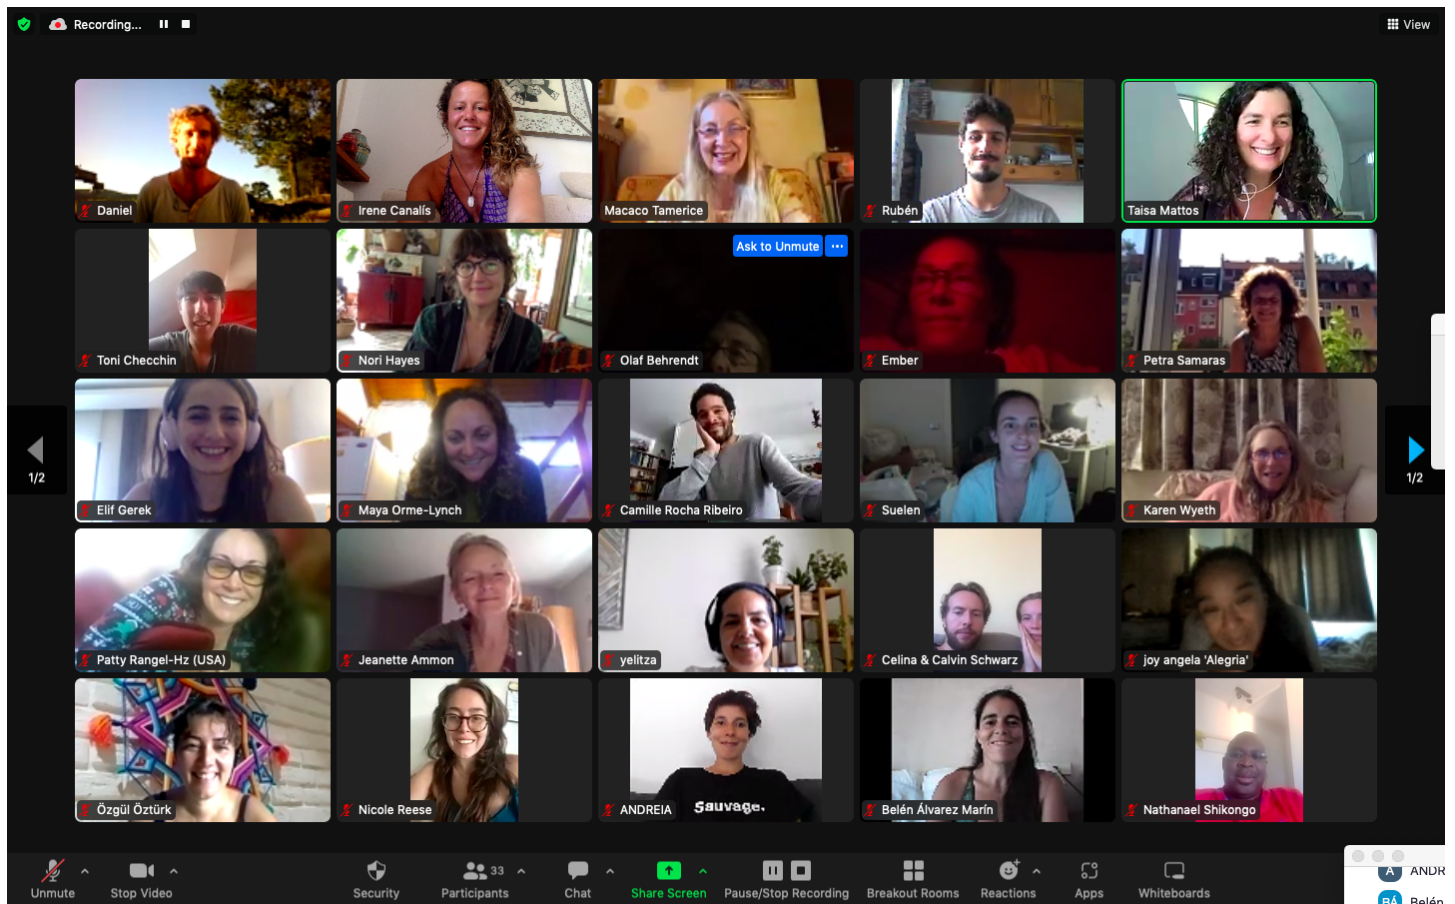 Recording...
View
Daniel
Irene Canalís
Macaco Tamerice
Rubén
Taisa Mattos
Ask to Unmute
Toni Checchin
Nori Hayes
Olaf Behrendt
Ember
Petra Samaras
1/2
1/2
Elif Gerek
Maya Orme-Lynch
Camille Rocha Ribeiro
Suelen
Karen Wyeth
Patty Rangel-Hz (USA)
Jeanette Ammon
yelitza
Celina & Calvin Schwarz
joy angela 'Alegria'
Sauvage.
Özgül Öztürk
Nicole Reese
ANDREIA
Belén Álvarez Marín
Nathanael Shikongo
33
Unmute
Stop Video
Security
Participants
Chat
Share Screen
Pause/Stop Recording
Breakout Rooms
Reactions
Apps
Whiteboards
A ANDR
BÁ Belén